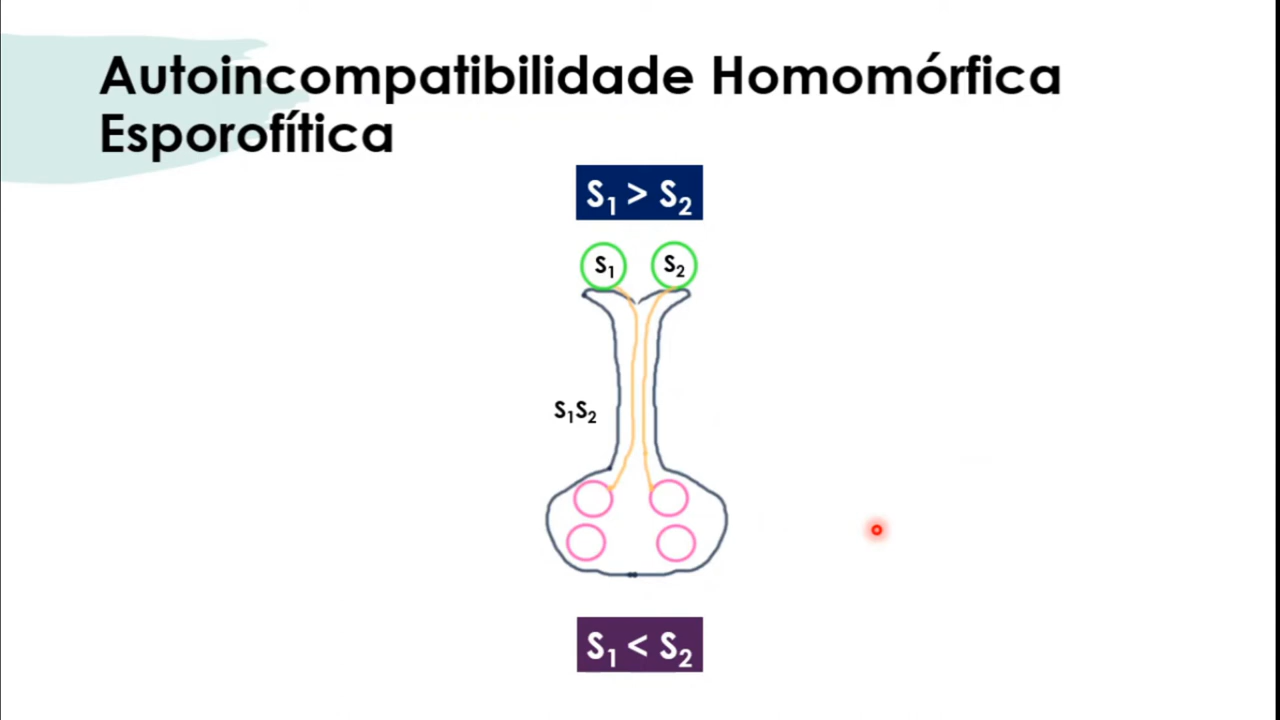 Autoincompatibilidade Homomórfica
Esporofítica
S₁ > S₂
S₁ S₂
S₁S₂
S₁ < S₂